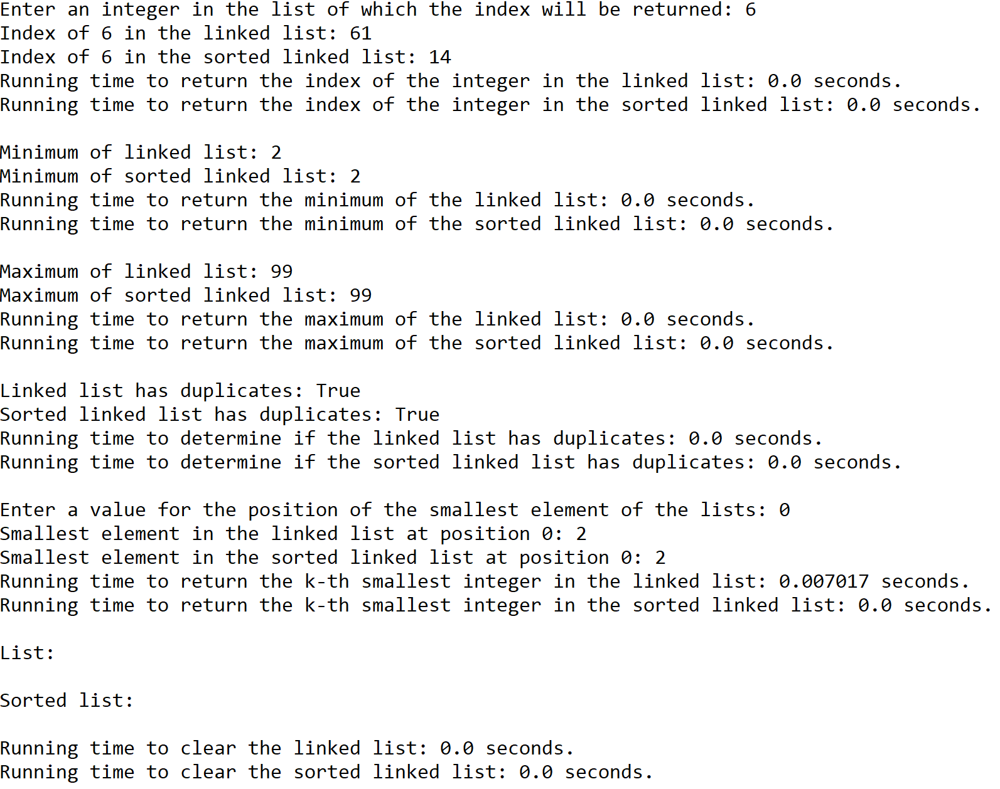 Enter an integer in the list of which the index will be returned: 6
Index of 6 in the linked list: 61
Index of 6 in the sorted linked list: 14
Running time to return the index of the integer in the linked list: 0.0 seconds.
Running time to return the index of the integer in the sorted linked list: 0.0 seconds.

Minimum of linked list: 2
Minimum of sorted linked list: 2
Running time to return the minimum of the linked list: 0.0 seconds.
Running time to return the minimum of the sorted linked list: 0.0 seconds.

Maximum of linked list: 99
Maximum of sorted linked list: 99
Running time to return the maximum of the linked list: 0.0 seconds.
Running time to return the maximum of the sorted linked list: 0.0 seconds.

Linked list has duplicates: True
Sorted linked list has duplicates: True
Running time to determine if the linked list has duplicates: 0.0 seconds.
Running time to determine if the sorted linked list has duplicates: 0.0 seconds.

Enter a value for the position of the smallest element of the lists: 0
Smallest element in the linked list at position 0: 2
Smallest element in the sorted linked list at position 0: 2
Running time to return the k-th smallest integer in the linked list: 0.007017 seconds.
Running time to return the k-th smallest integer in the sorted linked list: 0.0 seconds.

List:

Sorted list:

Running time to clear the linked list: 0.0 seconds.
Running time to clear the sorted linked list: 0.0 seconds.